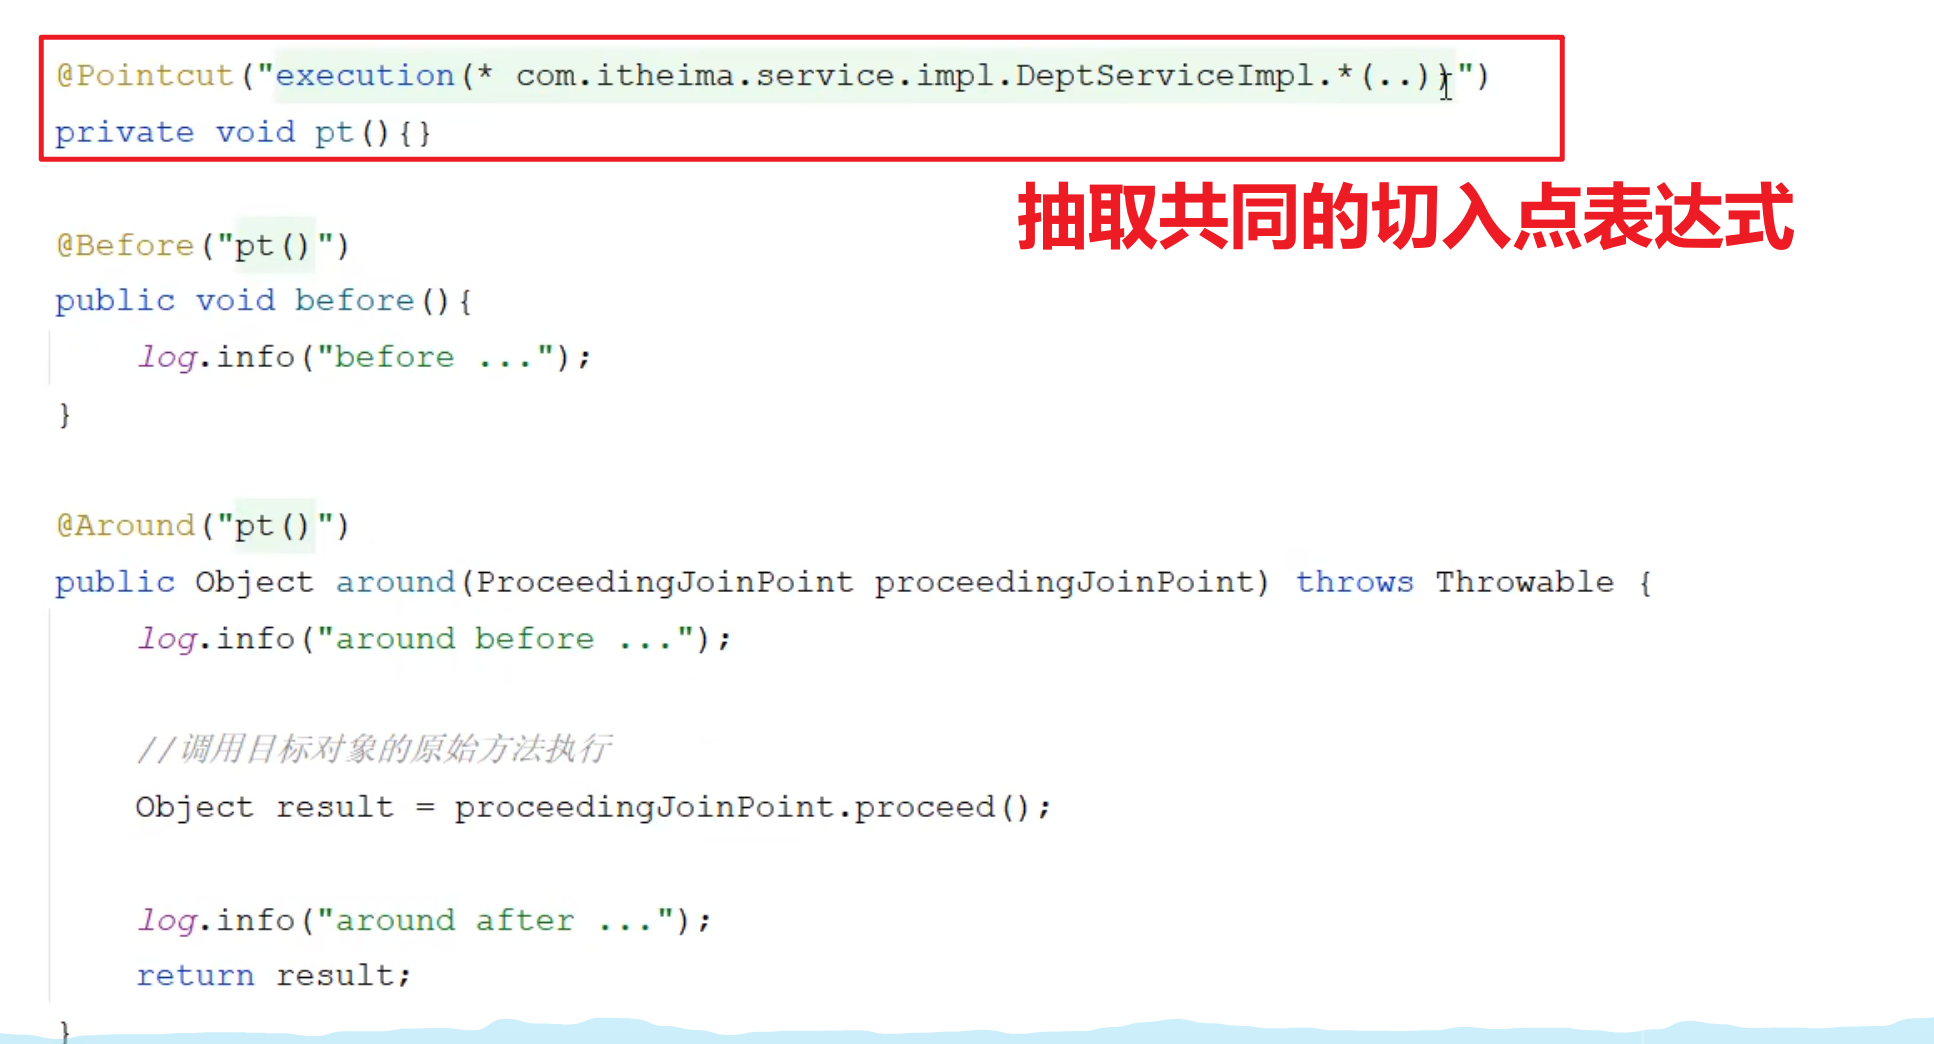 @Pointcut("execution(* com.itheima.service.impl.DeptServiceImpl.*(..))")
private void pt(){}
抽取共同的切入点表达式
@Before("pt()")
public void before(){
log.info("before ...");
}
@Around("pt()")
public Object around(ProceedingJoinPoint proceedingJoinPoint) throws Throwable {
log.info("around before ...");
//调用目标对象的原始方法执行
Object result = proceedingJoinPoint.proceed();
log.info("around after ...");
return result;
}